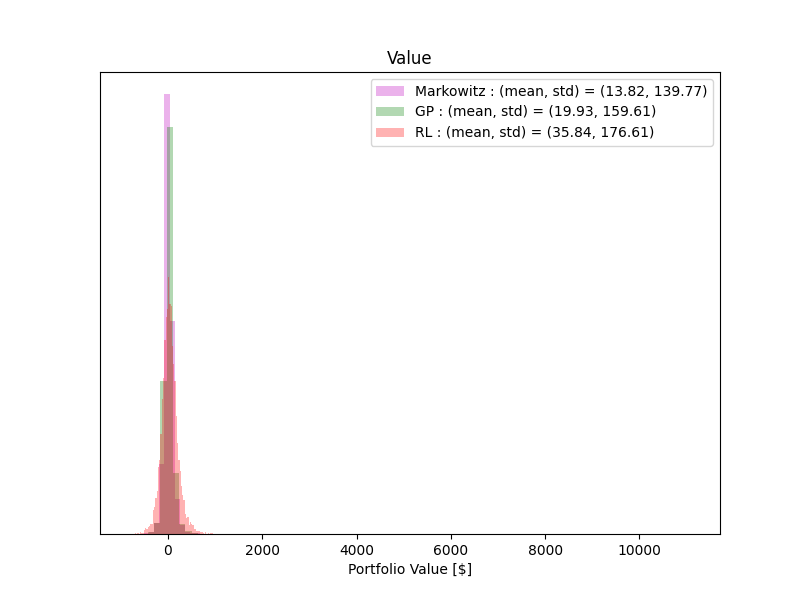 Value
Markowitz : (mean, std) = (13.82, 139.77)
GP : (mean, std) = (19.93, 159.61)
RL : (mean, std) = (35.84, 176.61)
0 2000 4000 6000 8000 10000
Portfolio Value [$]